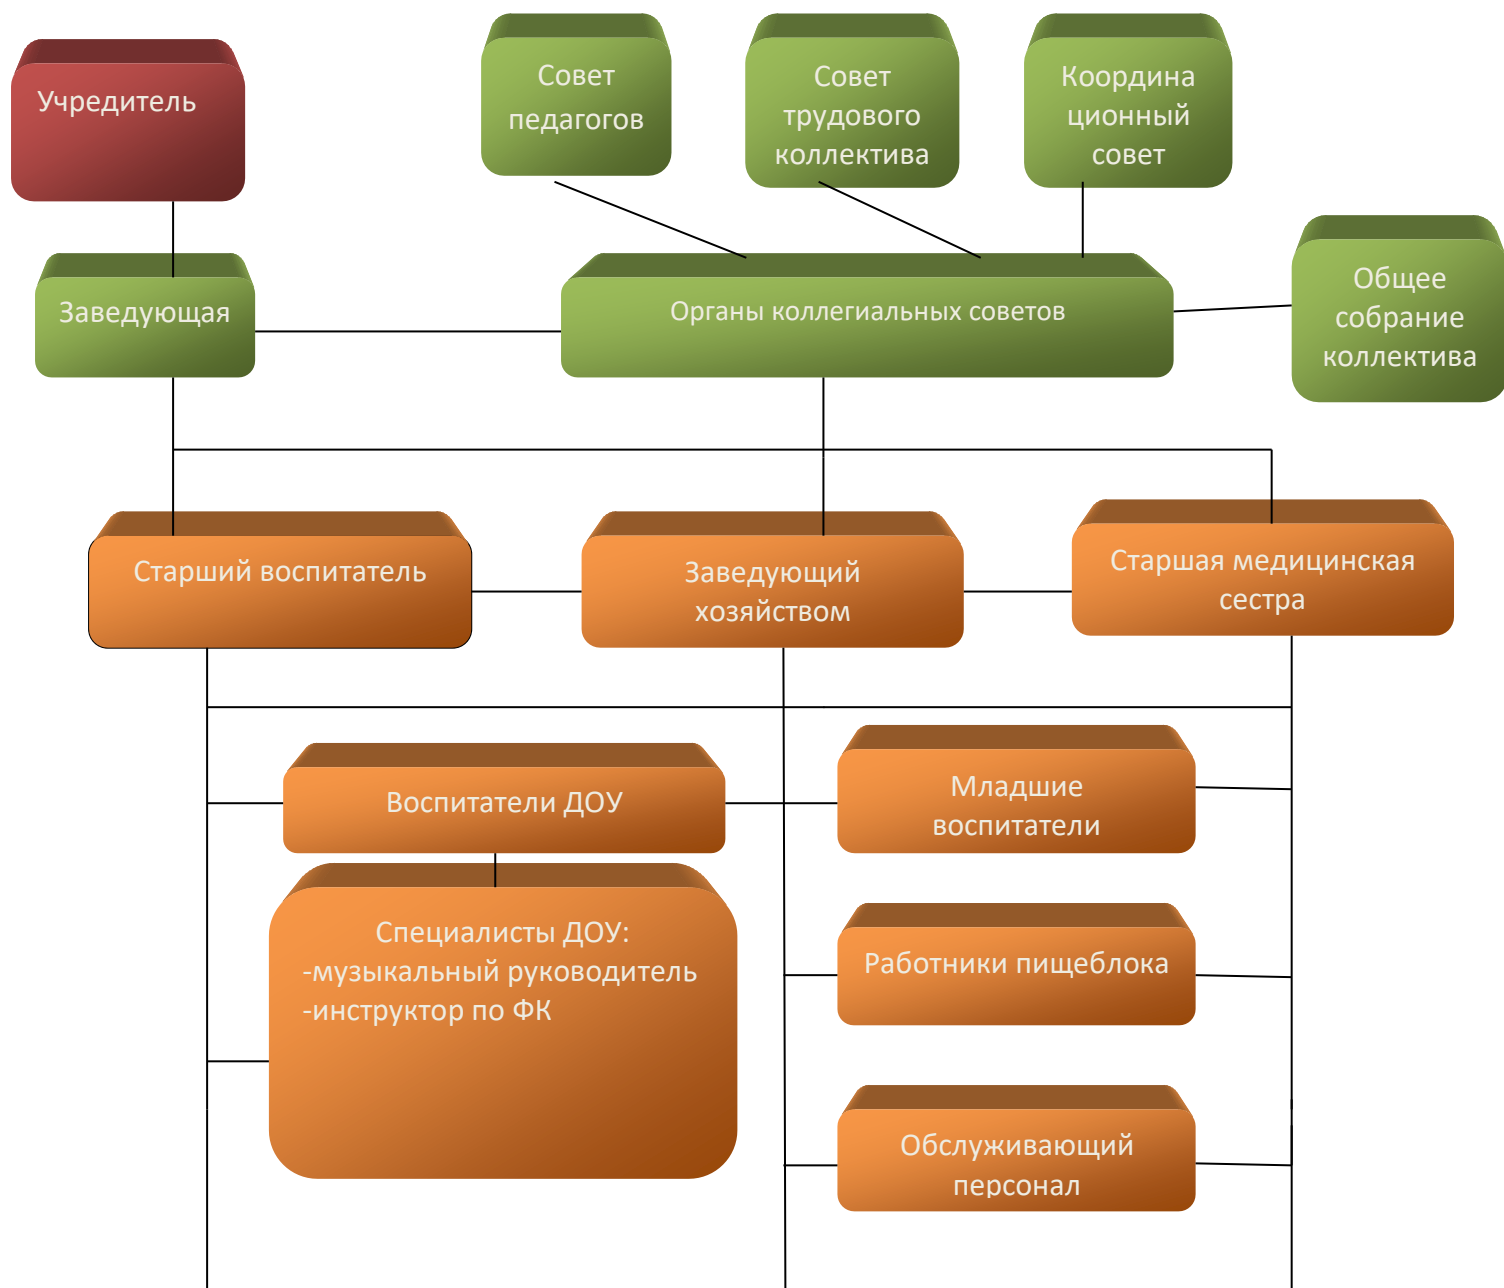 Учредитель
Совет
педагогов
Совет
трудового
коллектива
Координа
ционный
совет
Заведующая
Органы коллегиальных советов
Общее
собрание
коллектива
Старший воспитатель
Заведующий
хозяйством
Старшая медицинская
сестра
Воспитатели ДОУ
Младшие
воспитатели
Специалисты ДОУ:
-музыкальный руководитель
-инструктор по ФК
Работники пищеблока
Обслуживающий
персонал